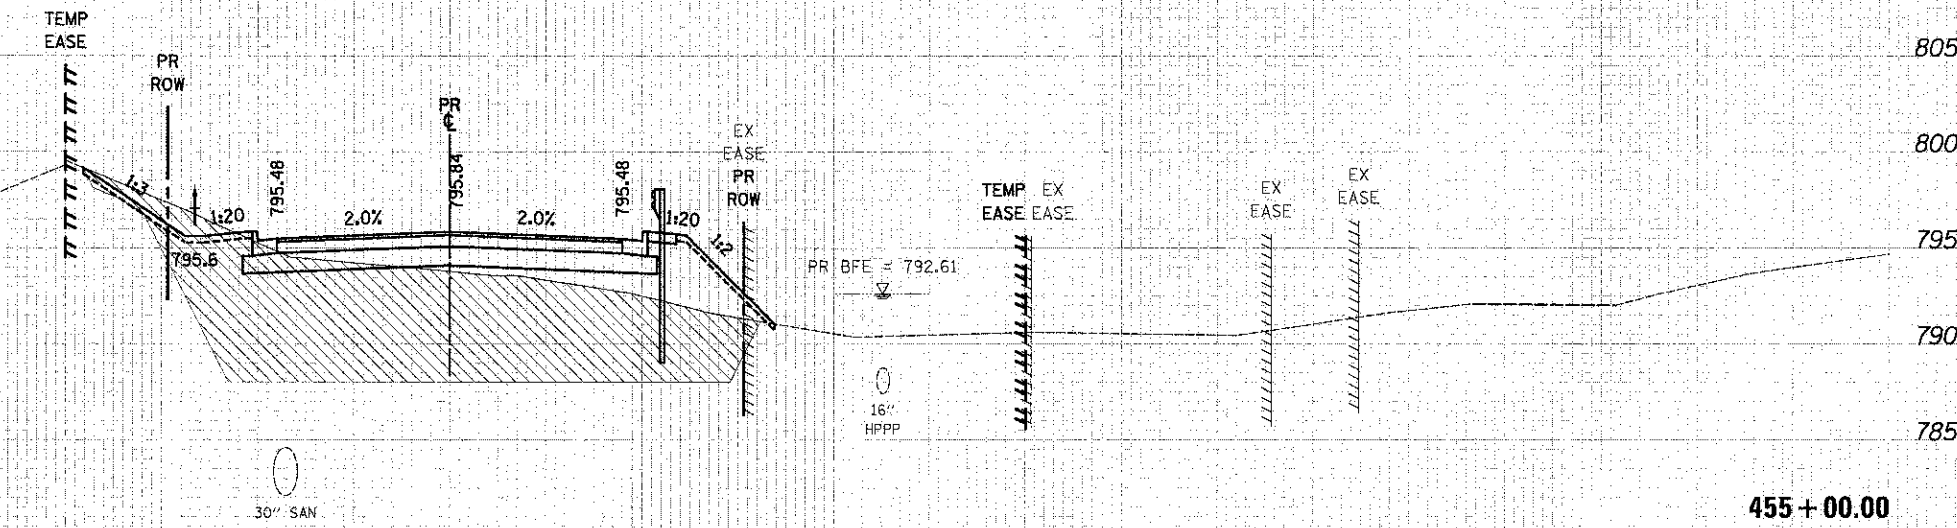 TEMP
EASE
PR
ROW
PR
CL
EX
EASE
PR
ROW
TEMP
EASE
EX
EASE
EX
EASE
EX
EASE
805
800
795
790
785
1:3
1:20
795.48
2.0%
795.84
2.0%
795.48
1:20
1:2
795.6
PR BFE = 792.61
16"
HPPP
30" SAN
455+00.00